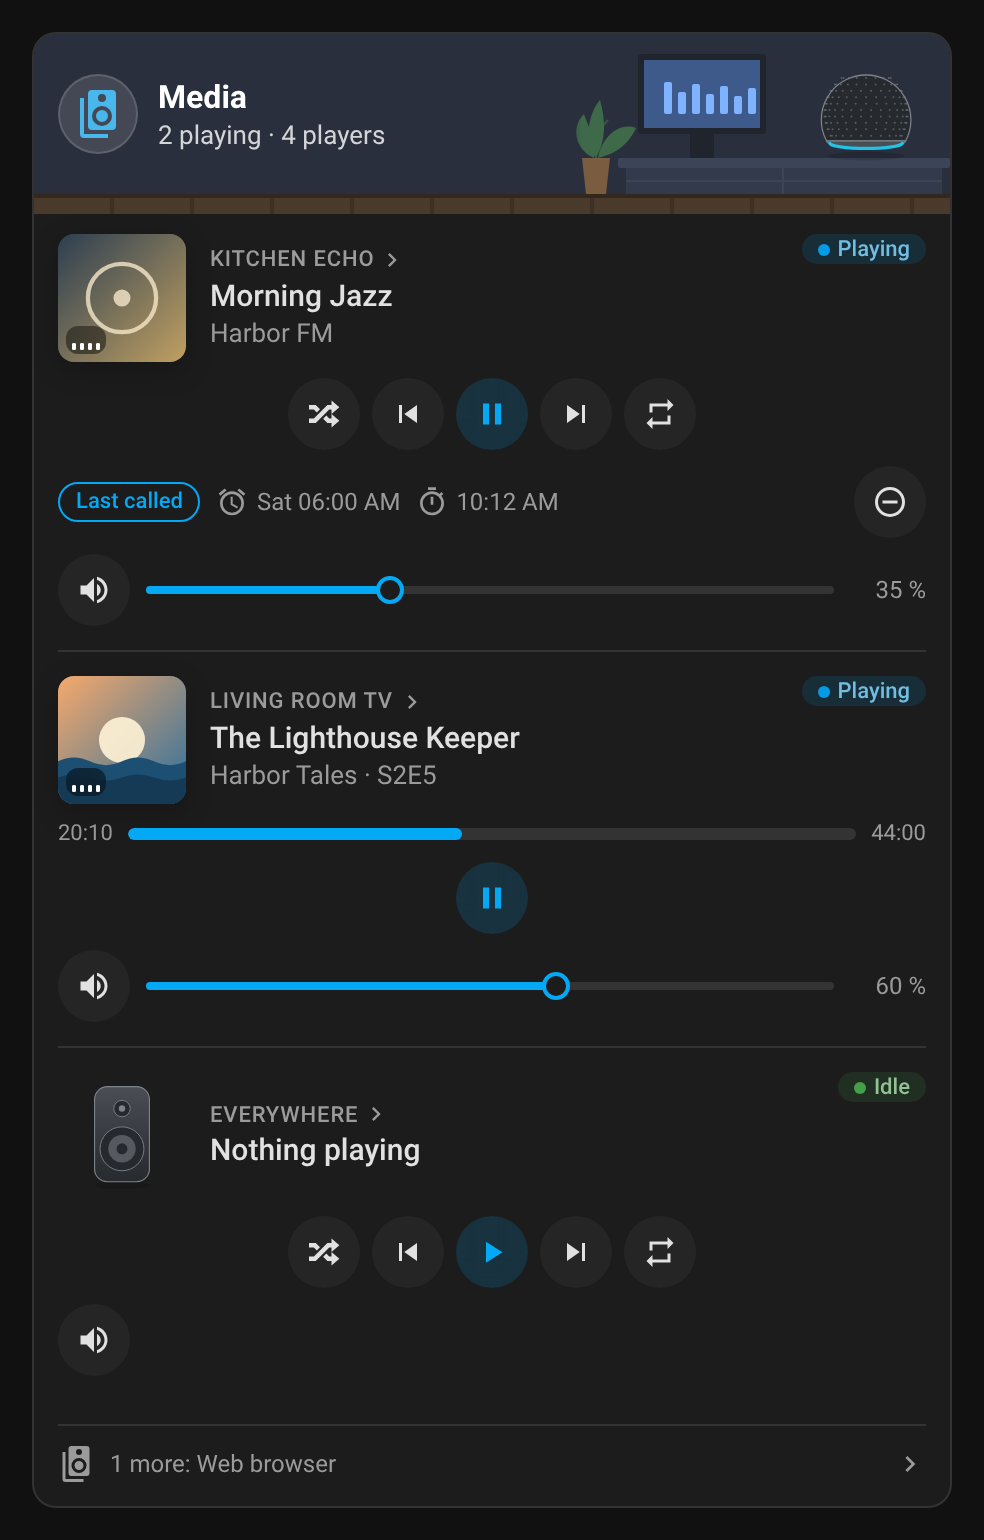 Media
2 playing · 4 players
KITCHEN ECHO
Playing
Morning Jazz
Harbor FM
Last called
Sat 06:00 AM
10:12 AM
35 %
LIVING ROOM TV
Playing
The Lighthouse Keeper
Harbor Tales · S2E5
20:10
44:00
60 %
Idle
EVERYWHERE
Nothing playing
1 more: Web browser